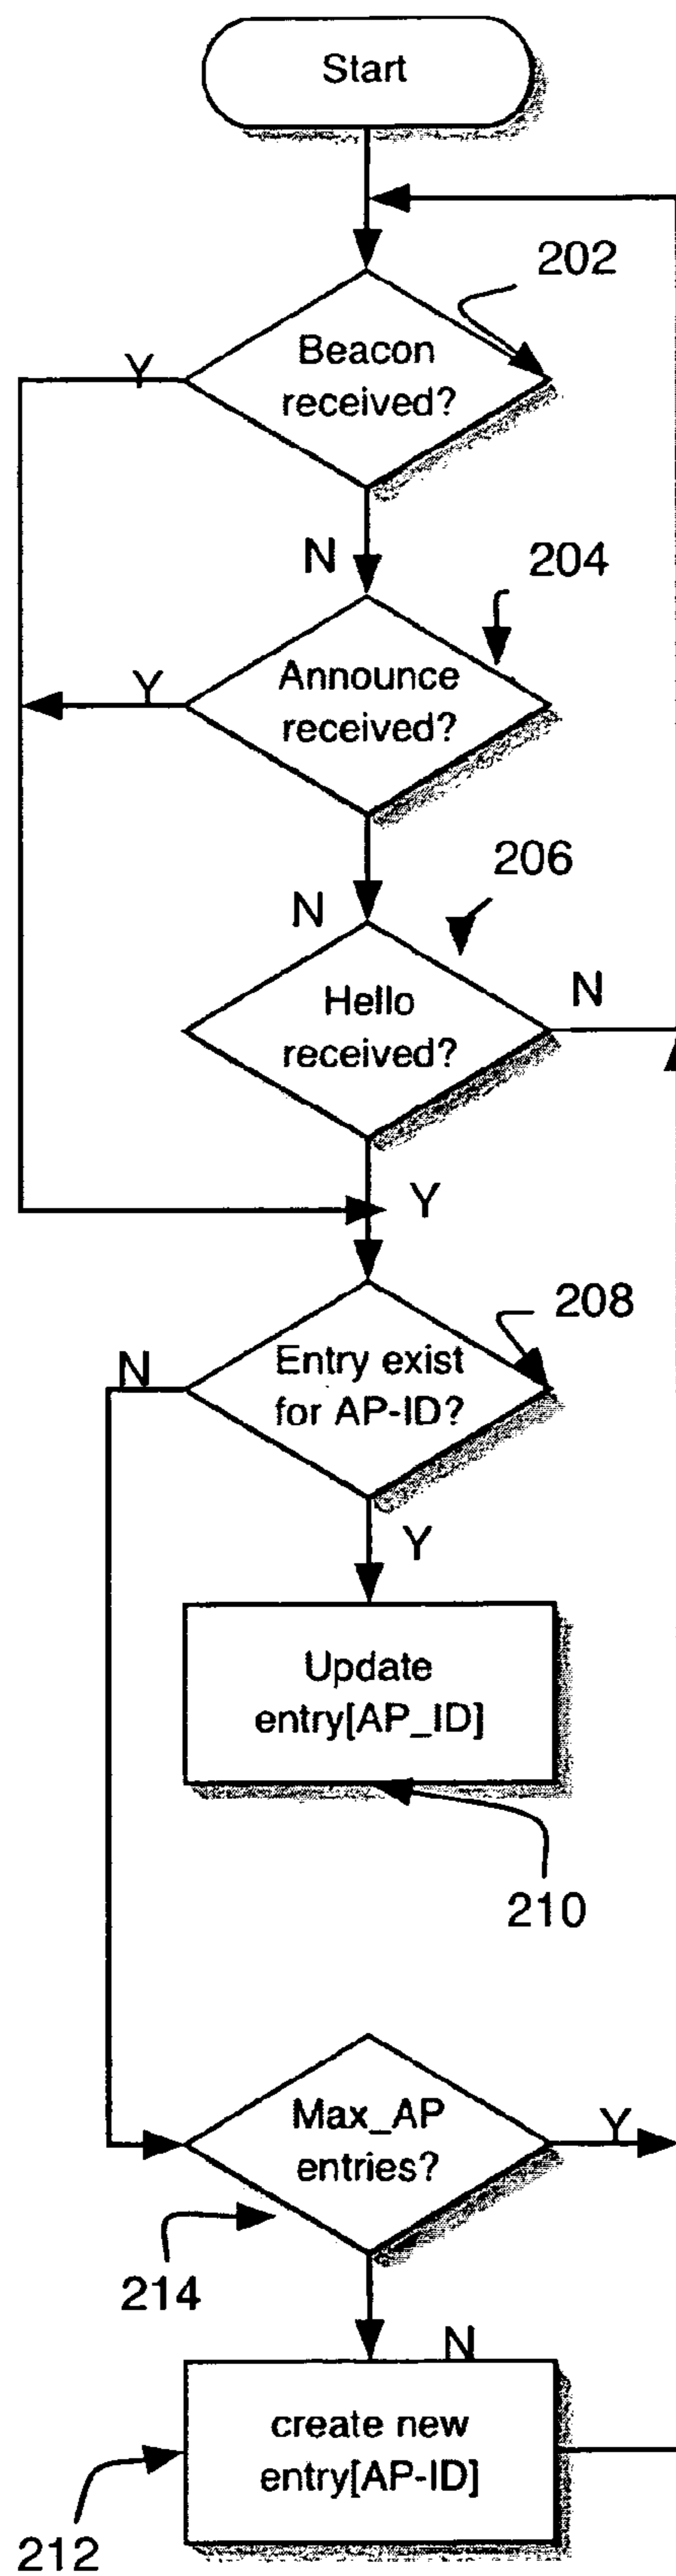 Start
202
Y
Beacon
received?
N
204
Y
Announce
received?
206
N
Hello
received?
N
Y
208
N
Entry exist
for AP-ID?
Y
Update
entry[AP_ID]
210
Max_AP
entries?
Y
214
N
create new
entry[AP-ID]
212